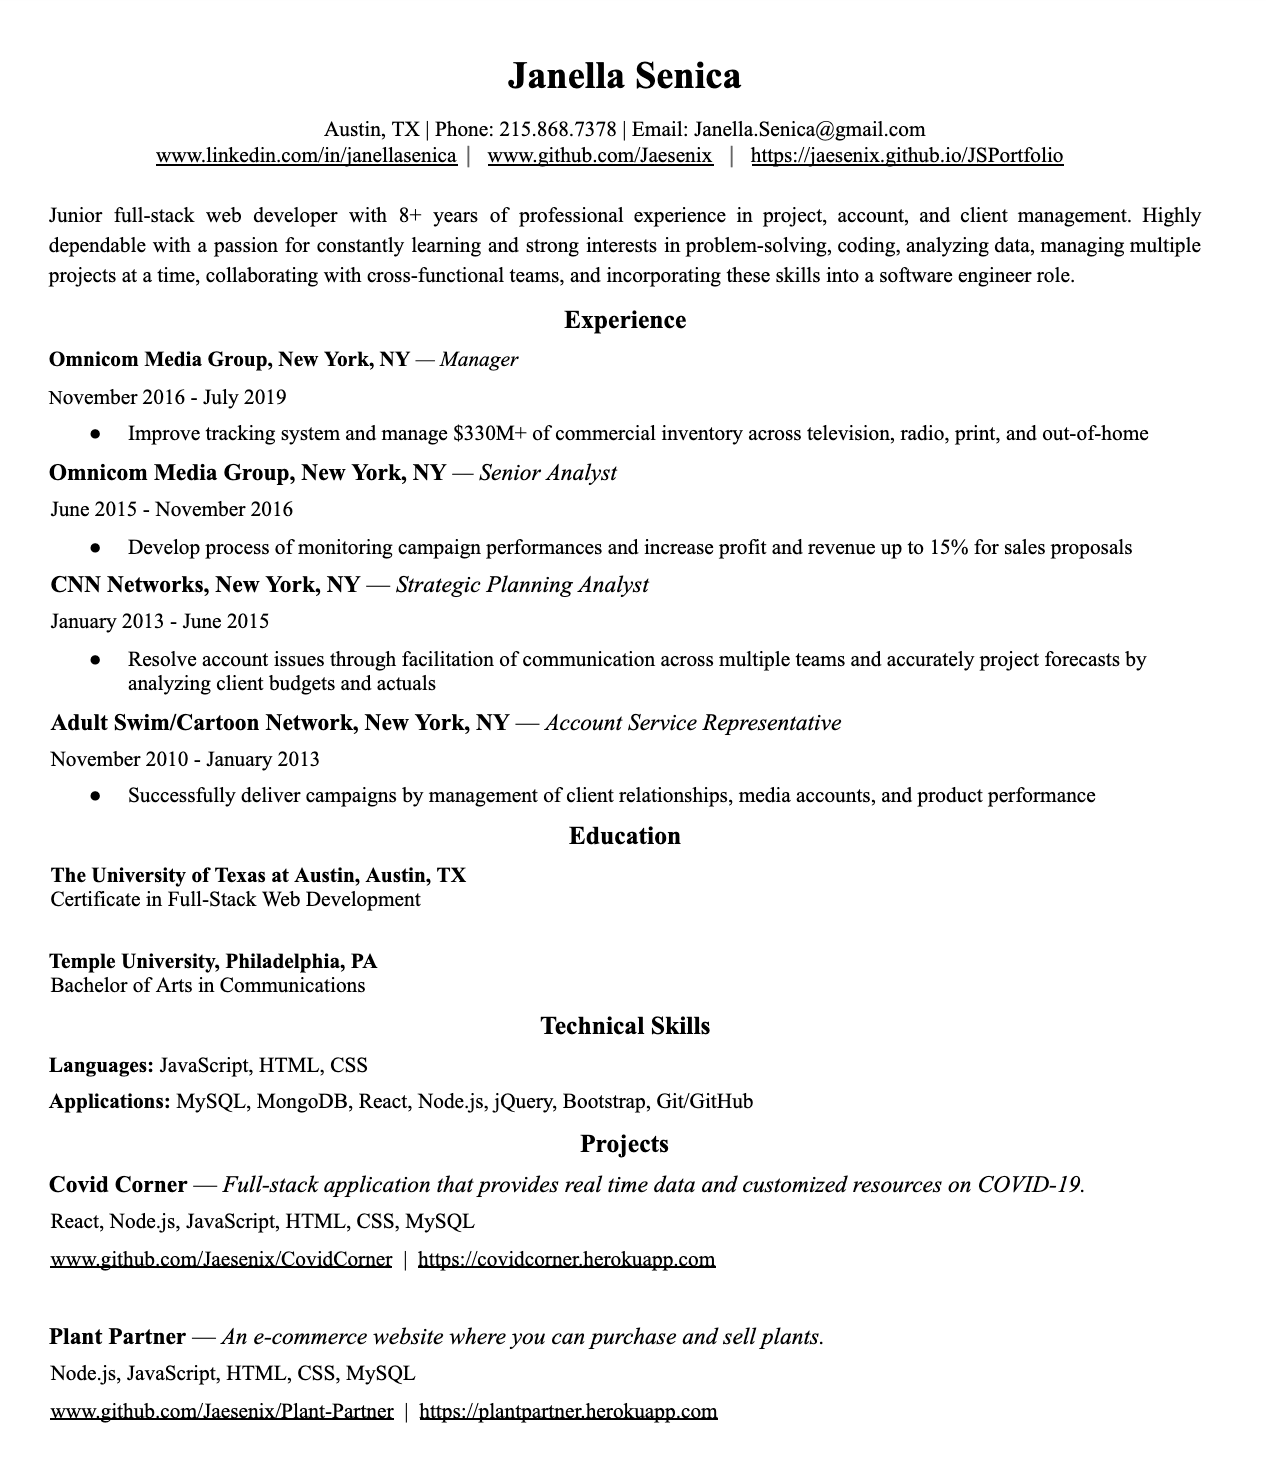 Janella Senica
Austin, TX | Phone: 215.868.7378 | Email: Janella.Senica@gmail.com
www.linkedin.com/in/janellasenica | www.github.com/Jaesenix | https://jaesenix.github.io/JSPortfolio
Junior full-stack web developer with 8+ years of professional experience in project, account, and client management. Highly
dependable with a passion for constantly learning and strong interests in problem-solving, coding, analyzing data, managing multiple
projects at a time, collaborating with cross-functional teams, and incorporating these skills into a software engineer role.
Experience
Omnicom Media Group, New York, NY — Manager
November 2016 - July 2019
● Improve tracking system and manage $330M+ of commercial inventory across television, radio, print, and out-of-home
Omnicom Media Group, New York, NY — Senior Analyst
June 2015 - November 2016
● Develop process of monitoring campaign performances and increase profit and revenue up to 15% for sales proposals
CNN Networks, New York, NY — Strategic Planning Analyst
January 2013 - June 2015
● Resolve account issues through facilitation of communication across multiple teams and accurately project forecasts by
analyzing client budgets and actuals
Adult Swim/Cartoon Network, New York, NY — Account Service Representative
November 2010 - January 2013
● Successfully deliver campaigns by management of client relationships, media accounts, and product performance
Education
The University of Texas at Austin, Austin, TX
Certificate in Full-Stack Web Development
Temple University, Philadelphia, PA
Bachelor of Arts in Communications
Technical Skills
Languages: JavaScript, HTML, CSS
Applications: MySQL, MongoDB, React, Node.js, jQuery, Bootstrap, Git/GitHub
Projects
Covid Corner — Full-stack application that provides real time data and customized resources on COVID-19.
React, Node.js, JavaScript, HTML, CSS, MySQL
www.github.com/Jaesenix/CovidCorner | https://covidcorner.herokuapp.com
Plant Partner — An e-commerce website where you can purchase and sell plants.
Node.js, JavaScript, HTML, CSS, MySQL
www.github.com/Jaesenix/Plant-Partner | https://plantpartner.herokuapp.com